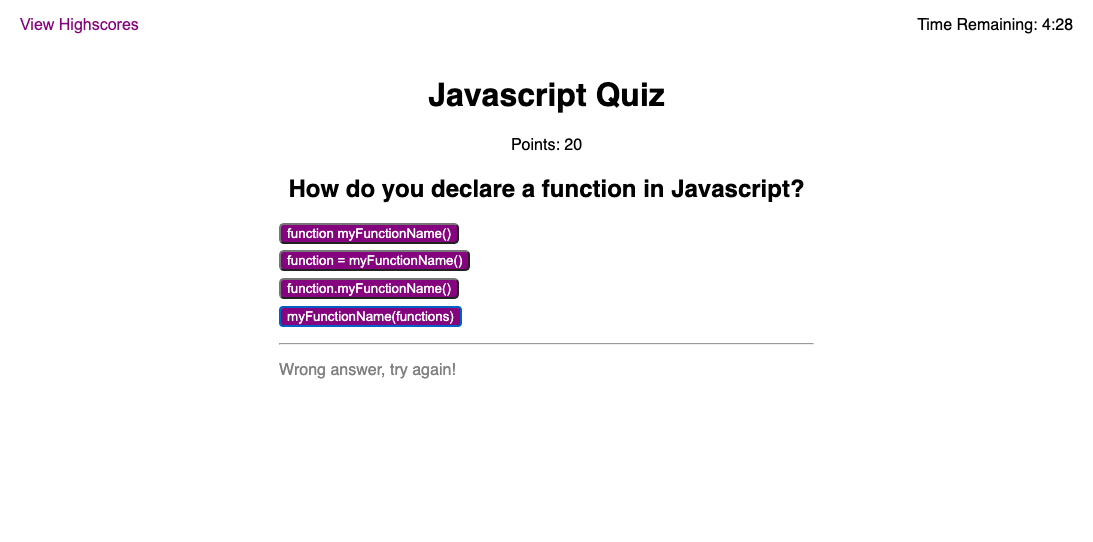 View Highscores
Time Remaining: 4:28
Javascript Quiz
Points: 20
How do you declare a function in Javascript?
function myFunctionName()
function = myFunctionName()
function.myFunctionName()
myFunctionName(functions)
Wrong answer, try again!